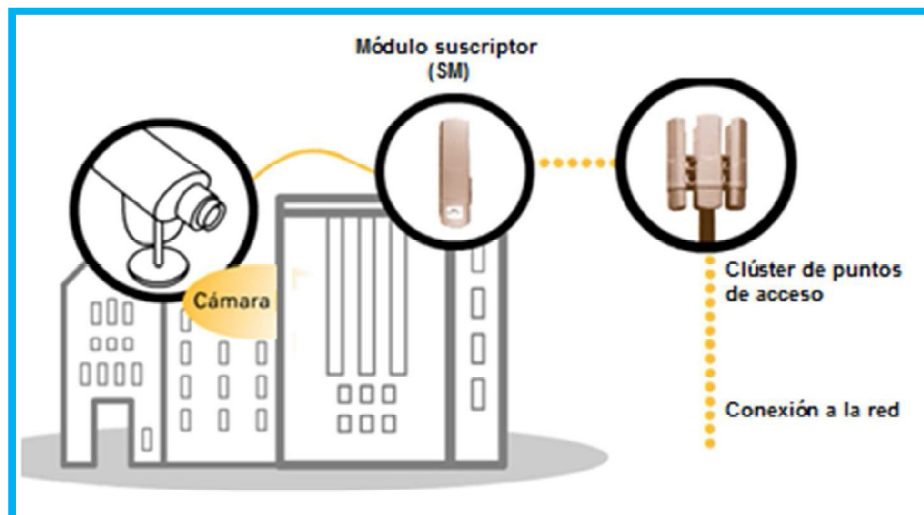 Módulo suscriptor
(SM)
Cámara
Clúster de puntos
de acceso
Conexión a la red